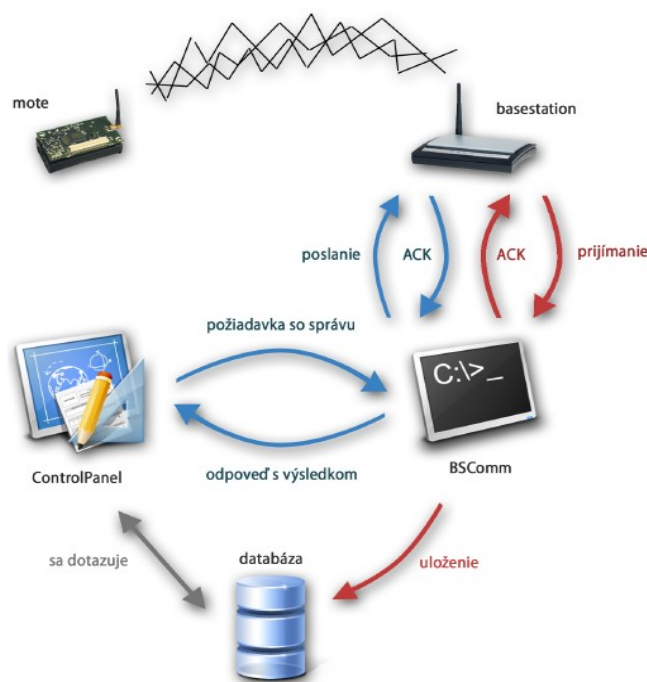 mote
basestation
poslanie
ACK
ACK
prijímanie
požiadavka so správu
C:\>_
ControlPanel
odpoveď s výsledkom
BSComm
sa dotazuje
databáza
uloženie